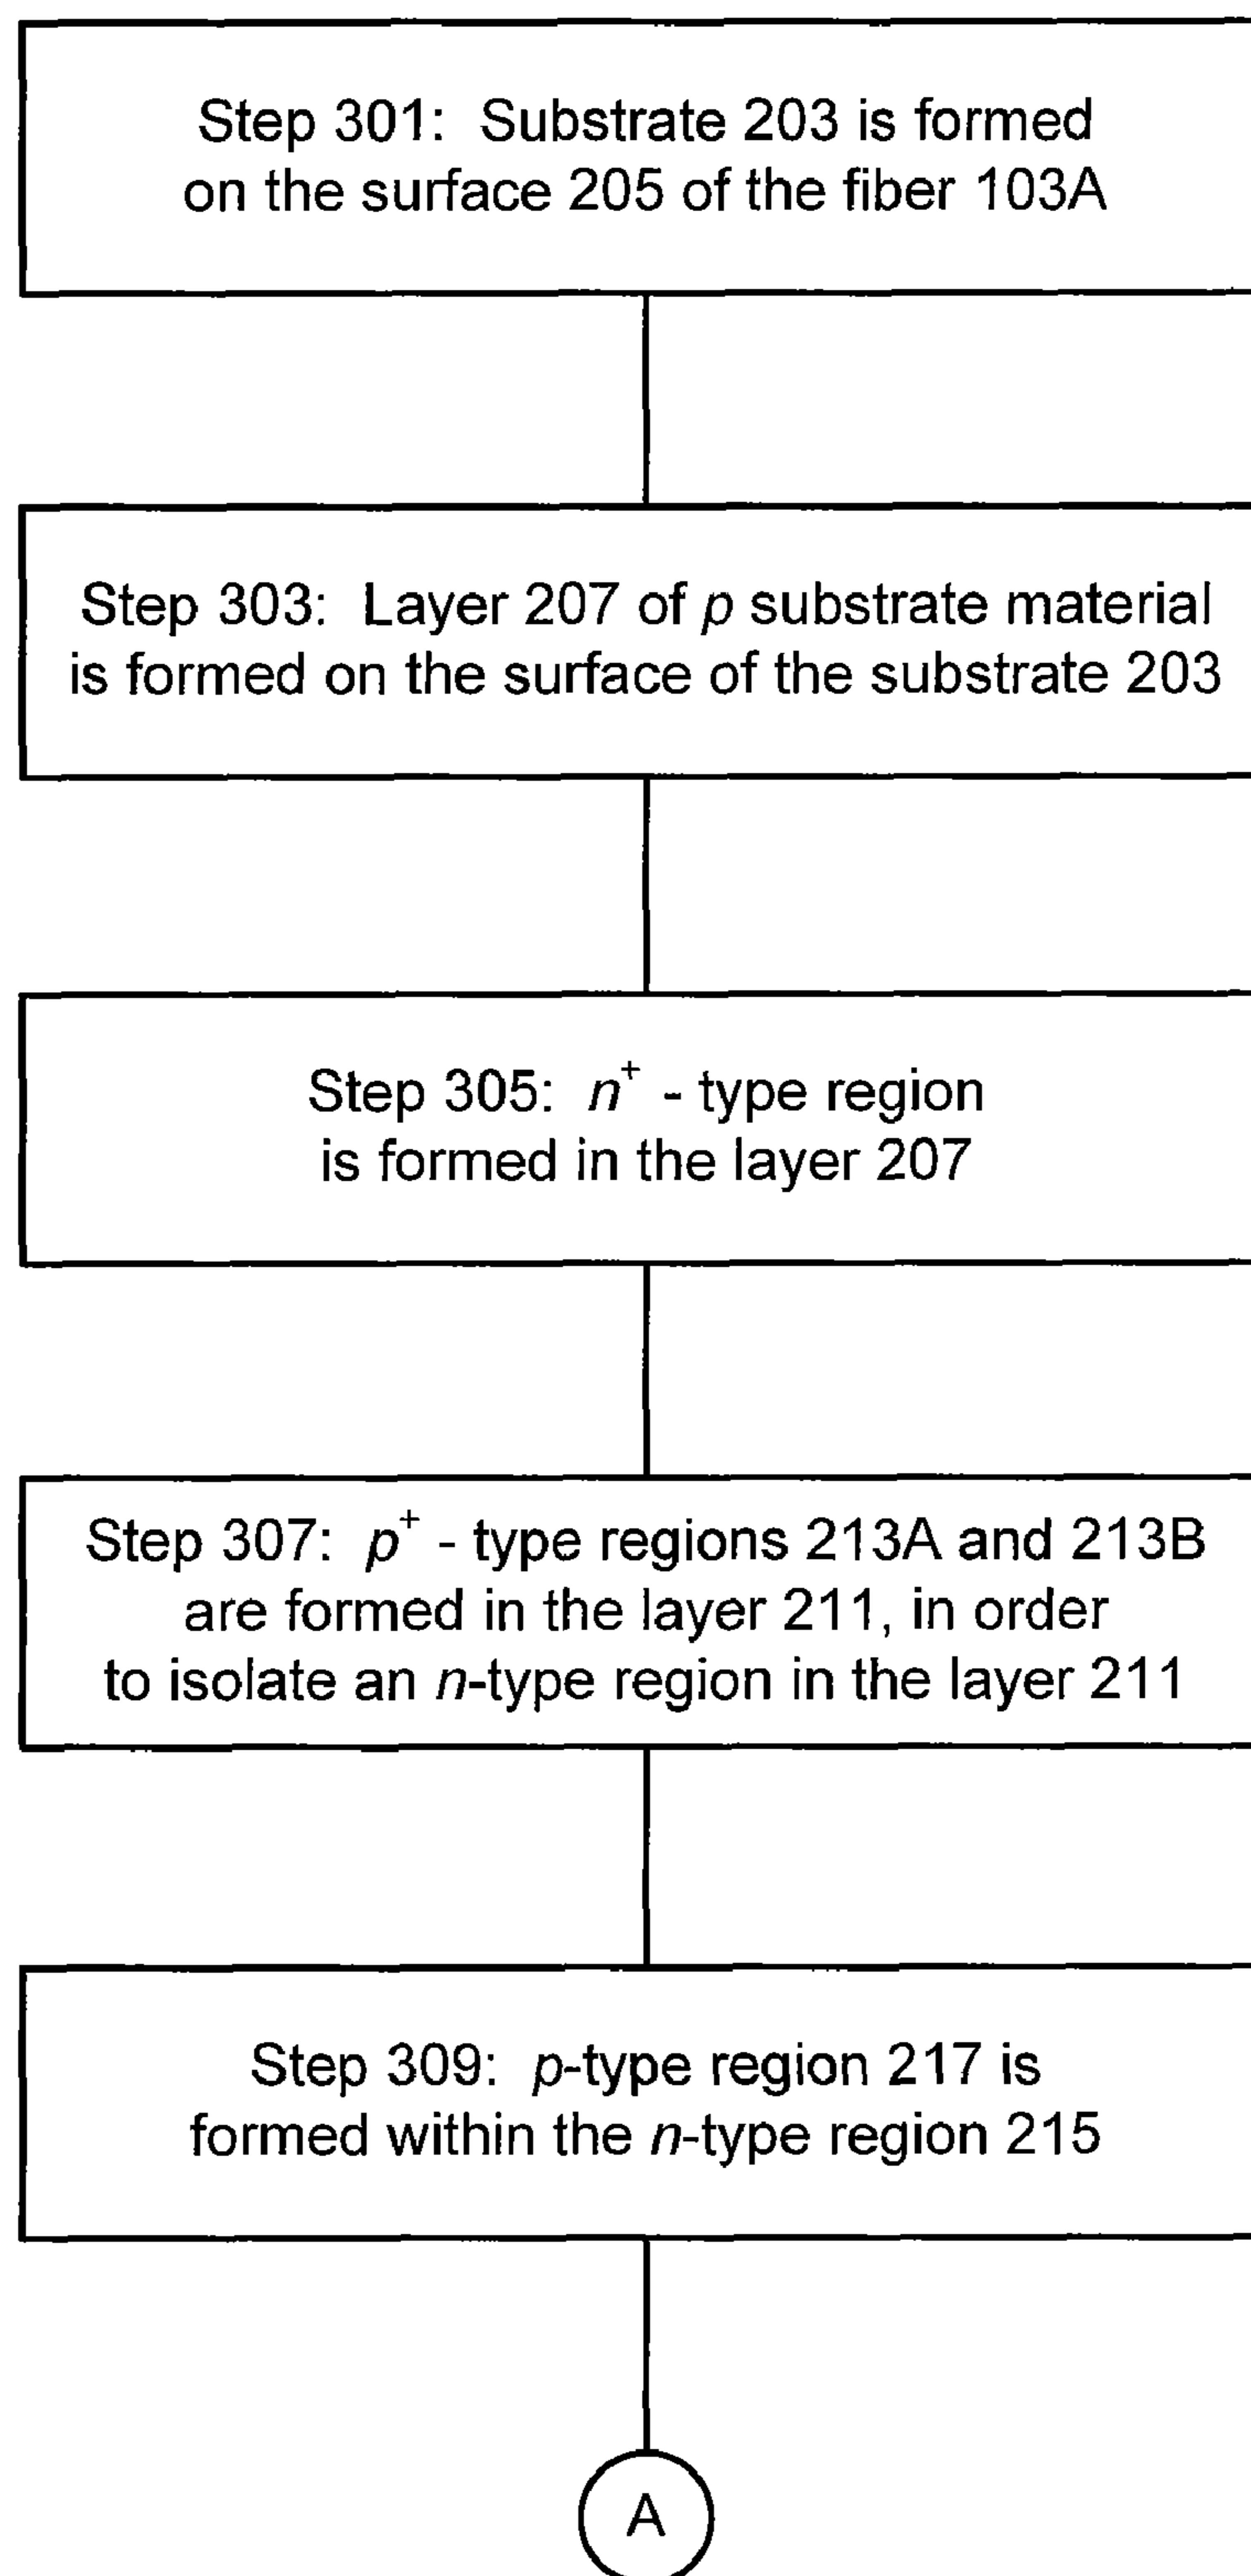 Step 301: Substrate 203 is formed
on the surface 205 of the fiber 103A
Step 303: Layer 207 of p substrate material
is formed on the surface of the substrate 203
Step 305: n⁺ - type region
is formed in the layer 207
Step 307: p⁺ - type regions 213A and 213B
are formed in the layer 211, in order
to isolate an n-type region in the layer 211
Step 309: p-type region 217 is
formed within the n-type region 215
A